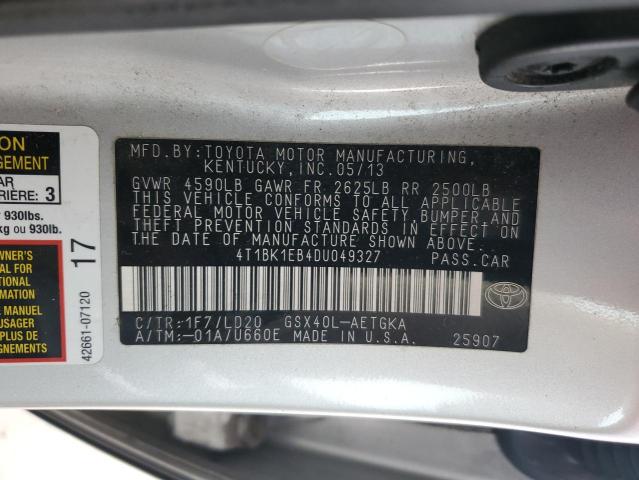 ON
GEMENT
AR
RIÈRE: 3
r 930lbs.
kg ou 930lb.
WNER'S
OR
TIONAL
RMATION
E MANUEL
USAGER
PLUS DE
LS
17
42661-07120
MFD.BY:TOYOTA MOTOR MANUFACTURING,
KENTUCKY, INC.05/13
GVWR 4590LB GAWR FR 2625LB RR 2500LB
THIS VEHICLE CONFORMS TO ALL APPLICABLE
FEDERAL MOTOR VEHICLE SAFETY, BUMPER, AND
THEFT PREVENTION STANDARDS IN EFFECT
ON THE DATE OF MANUFACTURE SHOWN ABOVE.
4T1BK1EB4DU049327 PASS.CAR
C/TR:1F7/LD20 GSX40L-AETGKA
A/TM:-01A/U660E MADE IN U.S.A. 25907